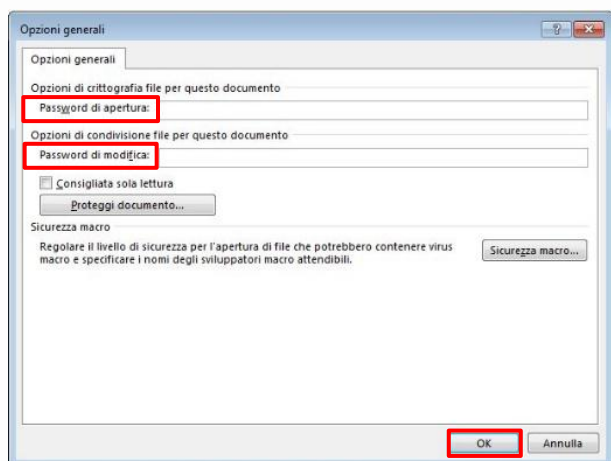 Opzioni generali
Opzioni generali
Opzioni di crittografia file per questo documento
Password di apertura:
Opzioni di condivisione file per questo documento
Password di modifica:
Consigliata sola lettura
Proteggi documento...
Sicurezza macro
Regolare il livello di sicurezza per l'apertura di file che potrebbero contenere virus
macro e specificare i nomi degli sviluppatori macro attendibili.
Sicurezza macro...
OK
Annulla